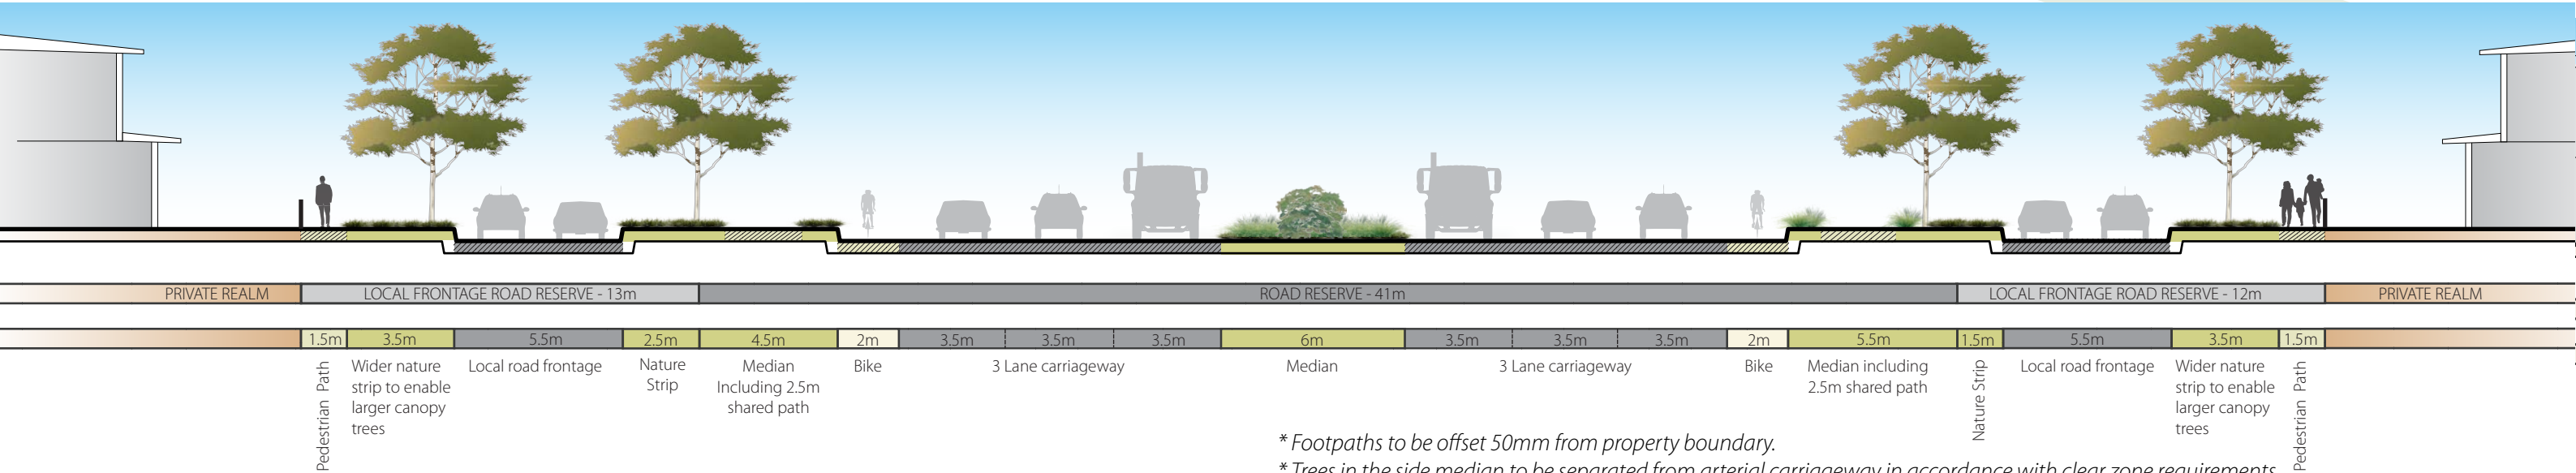 PRIVATE REALM
LOCAL FRONTAGE ROAD RESERVE - 13m
ROAD RESERVE - 41m
LOCAL FRONTAGE ROAD RESERVE - 12m
PRIVATE REALM
1.5m
3.5m
5.5m
2.5m
4.5m
2m
3.5m
3.5m
3.5m
6m
3.5m
3.5m
3.5m
2m
5.5m
1.5m
5.5m
3.5m
1.5m
Pedestrian Path
Wider nature
strip to enable
larger canopy
trees
Local road frontage
Nature
Strip
Median
Including 2.5m
shared path
Bike
3 Lane carriageway
Median
3 Lane carriageway
Bike
Median including
2.5m shared path
Nature Strip
Local road frontage
Wider nature
strip to enable
larger canopy
trees
Pedestrian Path
* Footpaths to be offset 50mm from property boundary.
* Trees in the side median to be separated from arterial carriageway in accordance with clear zone requirements